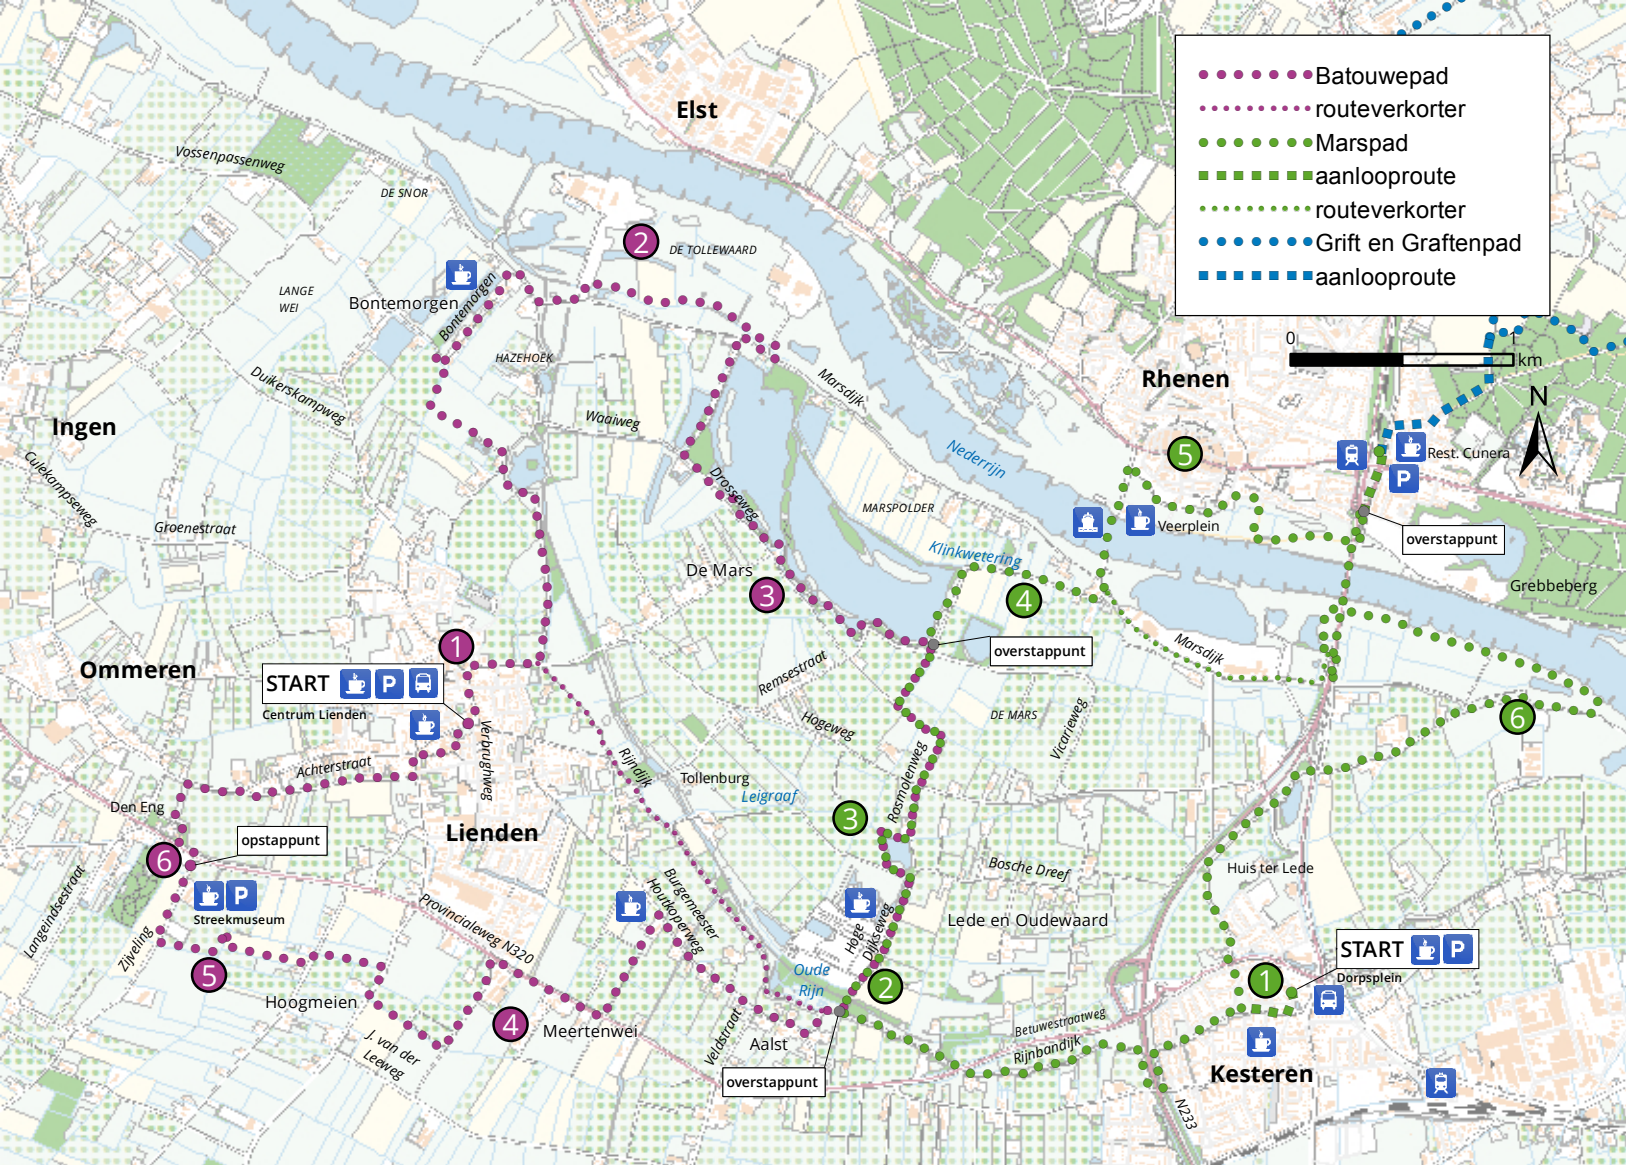 Elst
Batouwepad
routeverkorter
Marspad
aanlooproute
routeverkorter
Grift en Graftenpad
aanlooproute
0 1
km
N
Vossenpassenweg
DE SNOR
2
DE TOLLEWAARD
LANGE
WEI
Bontemorgen
Bontemorgen
HAZEHOEK
Marsdijk
Rhenen
Duikerskampweg
Waaiweg
Ingen
Nederrijn
5
Rest. Cunera
P
Culekampseweg
Drosseweg
MARSPOLDER
Groenestraat
Veerplein
overstappunt
Klinkwetering
De Mars
3
4
Grebbeberg
1
Ommeren
START P
Centrum Lienden
overstappunt
Marsdijk
Remsestraat
Hogeweg
DE MARS
Vicarieweg
6
Verbrughweg
Achterstraat
Rijndijk
Tollenburg
Leigraaf
Rosmolenweg
Den Eng
Lienden
3
opstappunt
6
Bosche Dreef
Huis ter Lede
P
Streekmuseum
Langeindsestraat
Provincialeweg N320
Burgemeester
Houtkoperweg
Hoge
Dijkseweg
Lede en Oudewaard
Zijveling
START P
Dorpsplein
5
Hoogmeien
Oude
Rijn
2
1
4
Meertenwei
J. van der
Leeweg
Veldstraat
Aalst
Betuwestraatweg
Rijnbandijk
overstappunt
Kesteren
N233